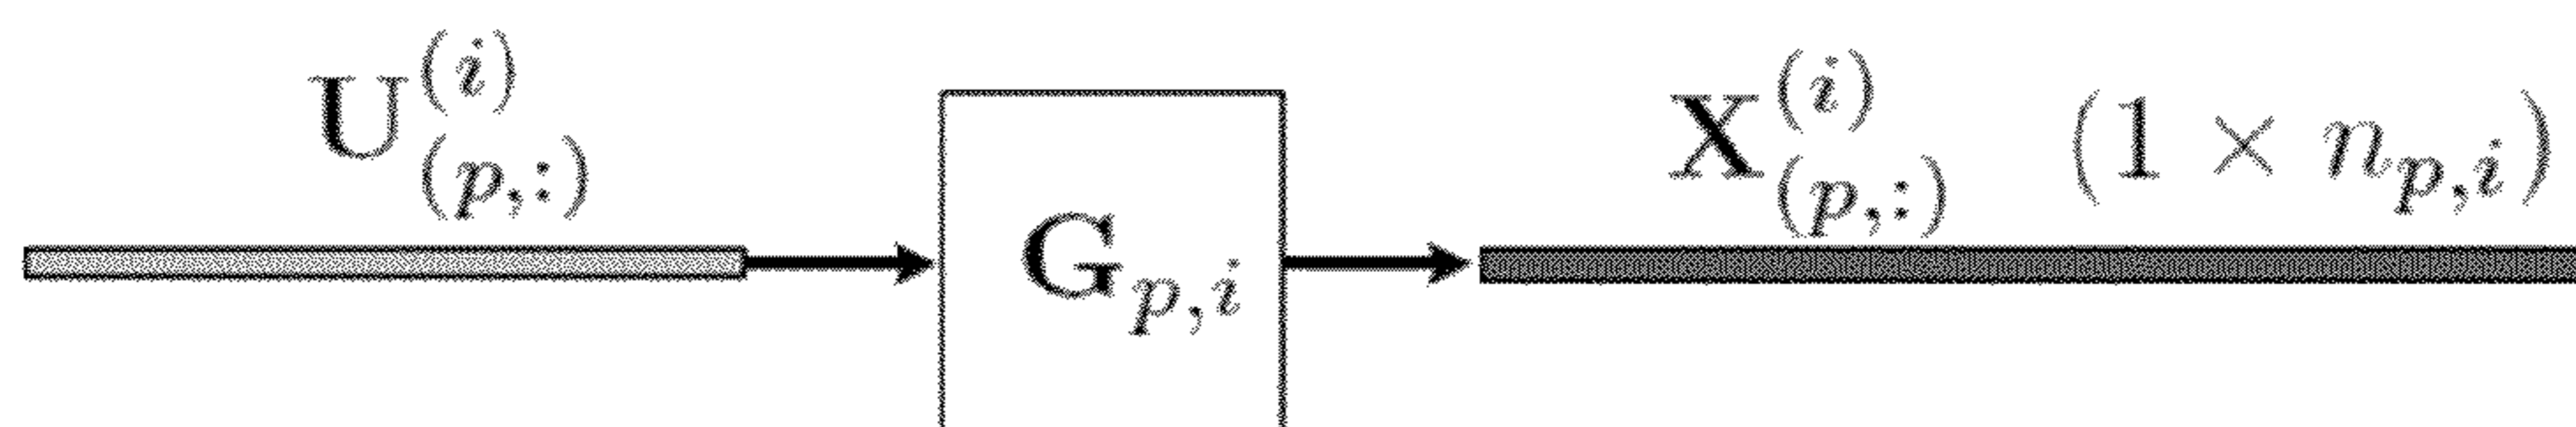 U^{(i)}_{(p,:)}
X^{(i)}_{(p,:)} (1 × n_{p,i})
G_{p,i}